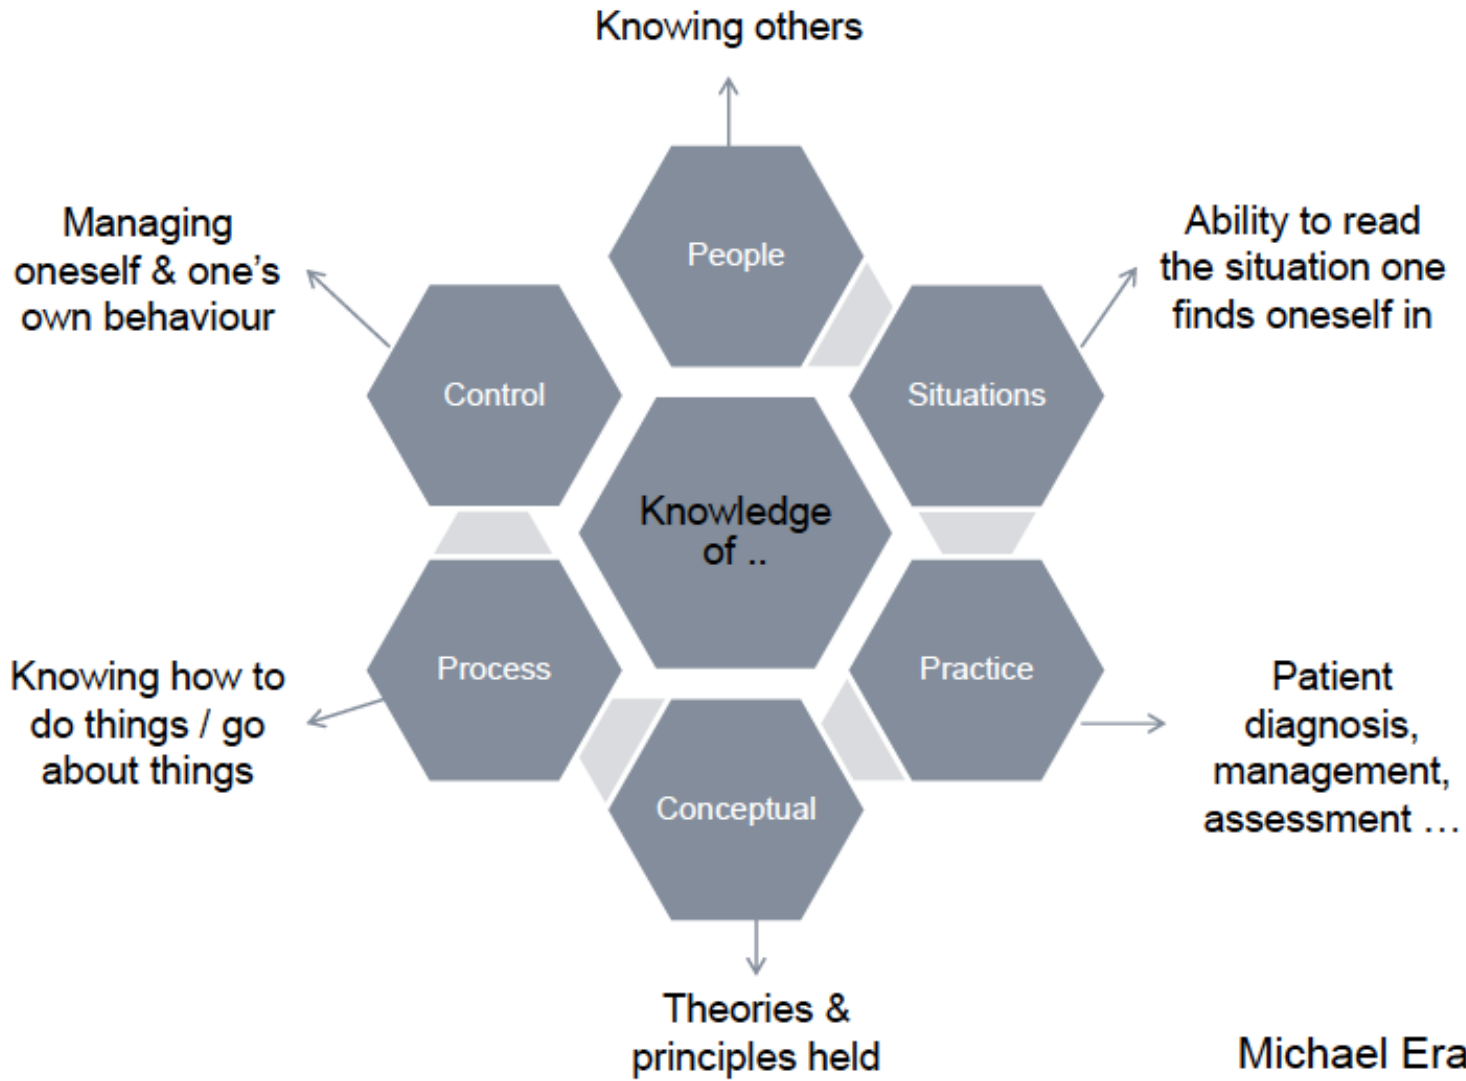 Knowing others
People
Managing
oneself & one's
own behaviour
Control
Ability to read
the situation one
finds oneself in
Situations
Knowledge
of ..
Process
Knowing how to
do things / go
about things
Practice
Patient
diagnosis,
management,
assessment ...
Conceptual
Theories &
principles held
Michael Era